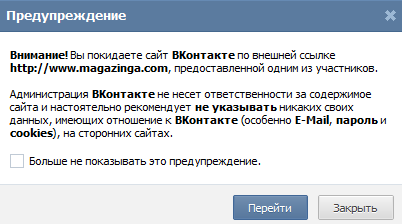 Предупреждение
Внимание! Вы покидаете сайт ВКонтакте по внешней ссылке
http://www.magazinga.com, предоставленной одним из участников.
Администрация ВКонтакте не несет ответственности за содержимое
сайта и настоятельно рекомендует не указывать никаких своих
данных, имеющих отношение к ВКонтакте (особенно E-Mail, пароль и
cookies), на сторонних сайтах.
Больше не показывать это предупреждение.
Перейти Закрыть